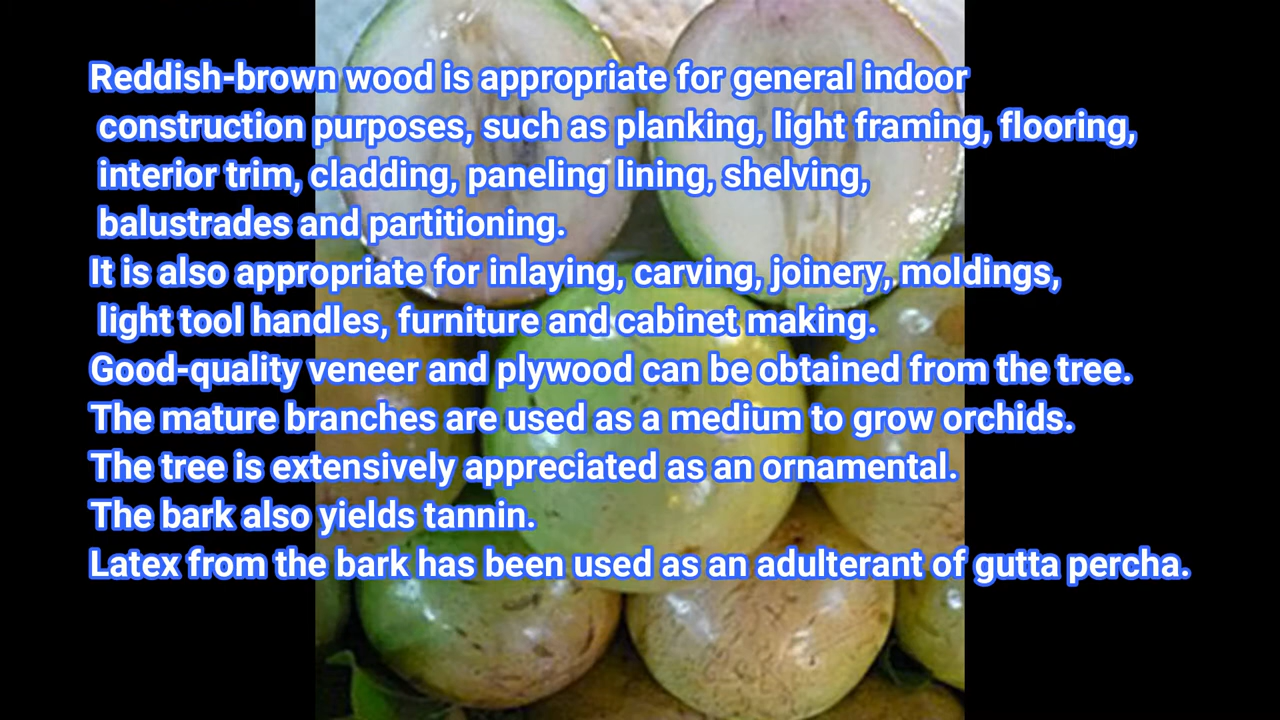 Reddish-brown wood is appropriate for general indoor
construction purposes, such as planking, light framing, flooring,
interior trim, cladding, paneling lining, shelving,
balustrades and partitioning.
It is also appropriate for inlaying, carving, joinery, moldings,
light tool handles, furniture and cabinet making.
Good-quality veneer and plywood can be obtained from the tree.
The mature branches are used as a medium to grow orchids.
The tree is extensively appreciated as an ornamental.
The bark also yields tannin.
Latex from the bark has been used as an adulterant of gutta percha.